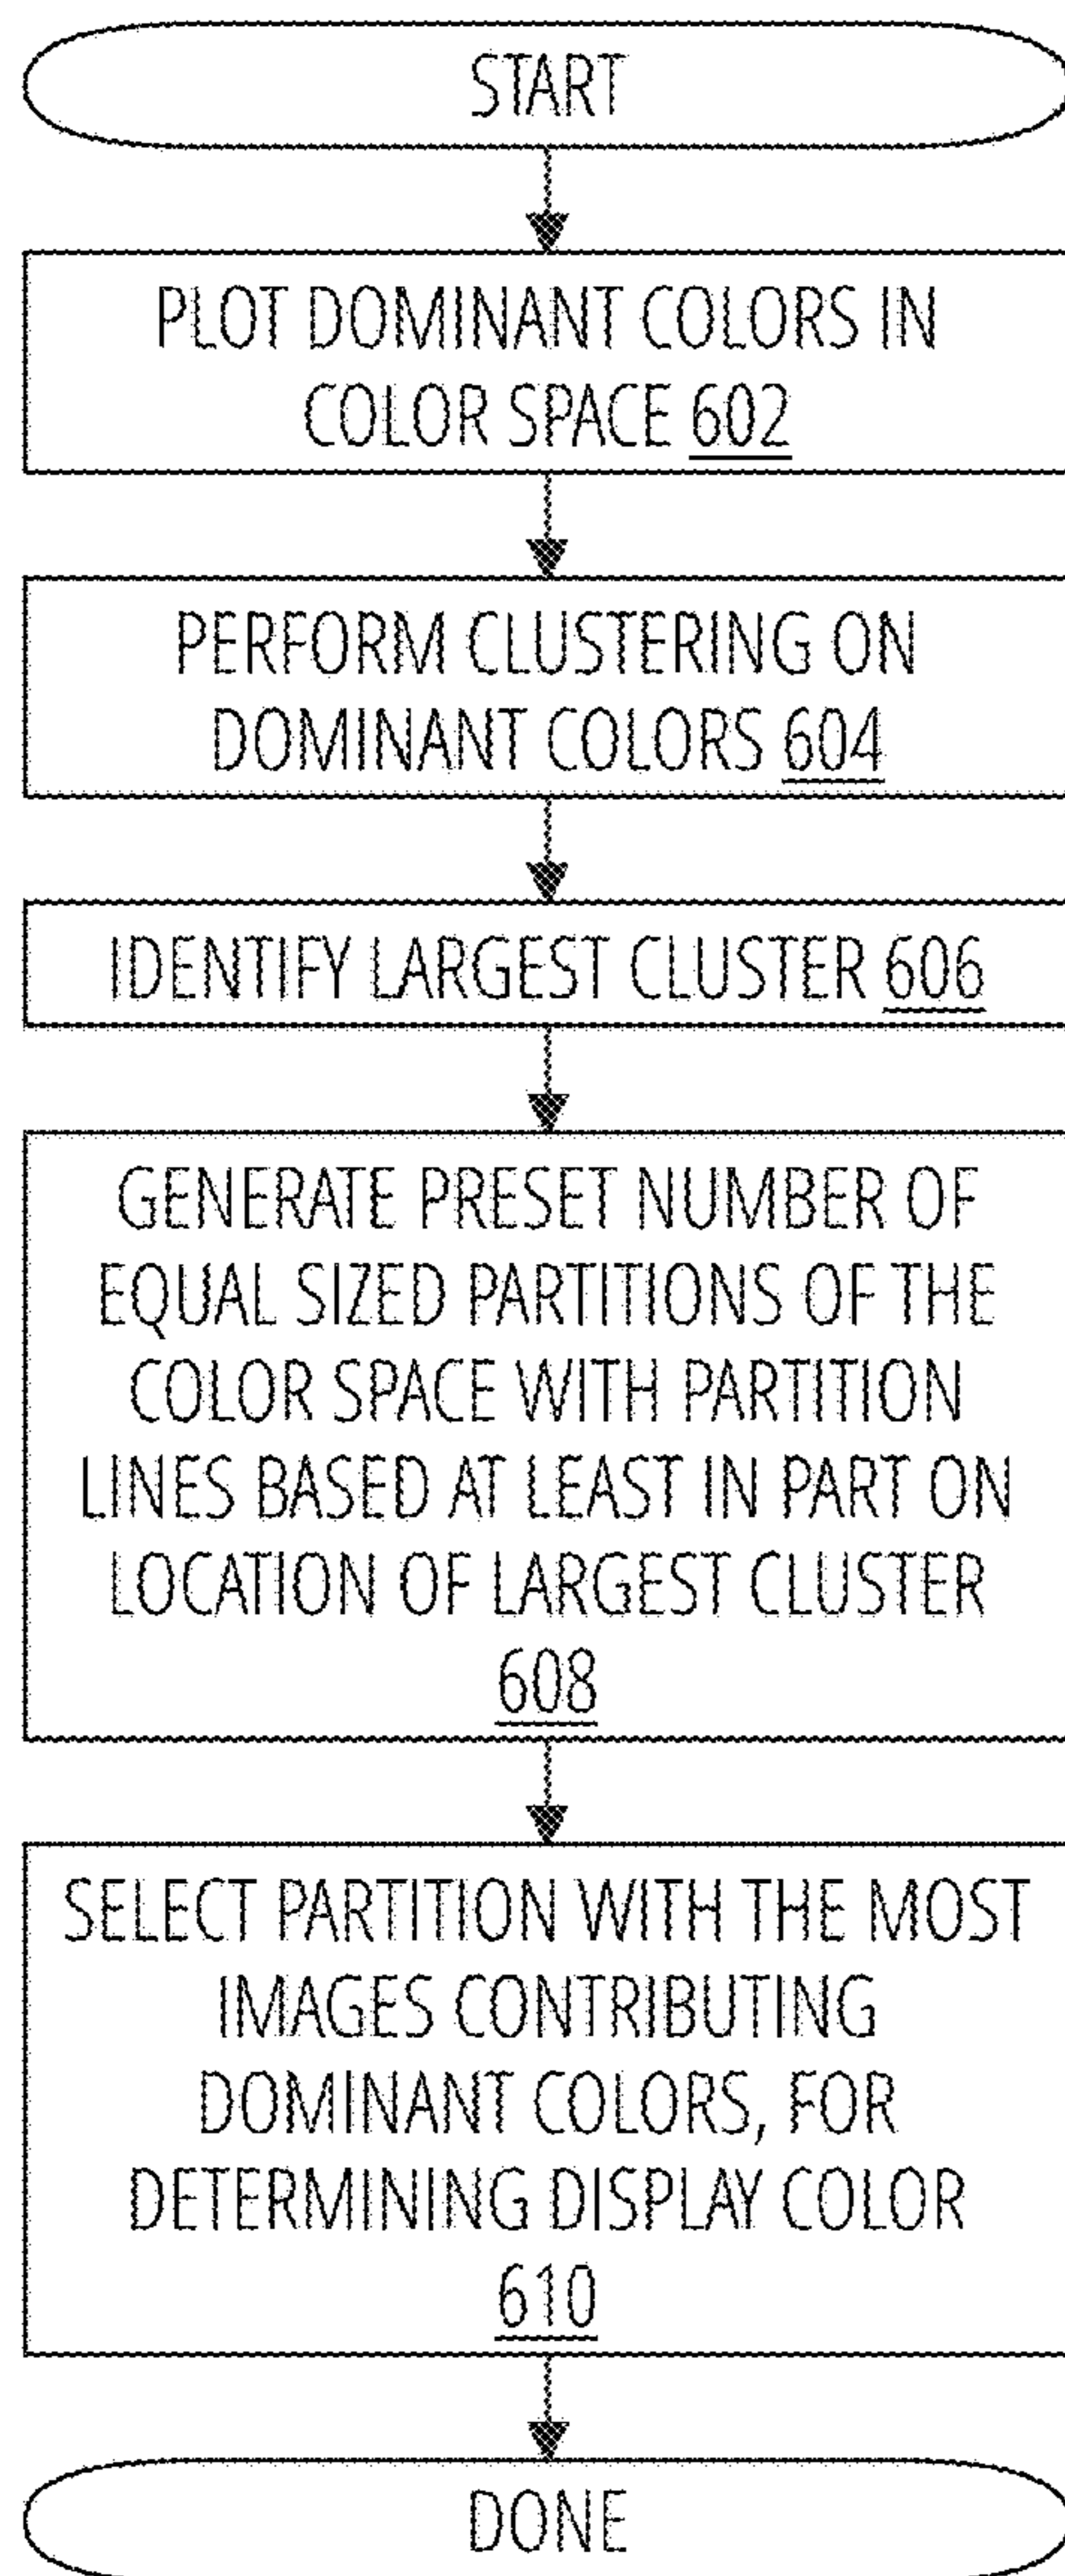 START
PLOT DOMINANT COLORS IN
COLOR SPACE 602
PERFORM CLUSTERING ON
DOMINANT COLORS 604
IDENTIFY LARGEST CLUSTER 606
GENERATE PRESET NUMBER OF
EQUAL SIZED PARTITIONS OF THE
COLOR SPACE WITH PARTITION
LINES BASED AT LEAST IN PART ON
LOCATION OF LARGEST CLUSTER
608
SELECT PARTITION WITH THE MOST
IMAGES CONTRIBUTING
DOMINANT COLORS, FOR
DETERMINING DISPLAY COLOR
610
DONE